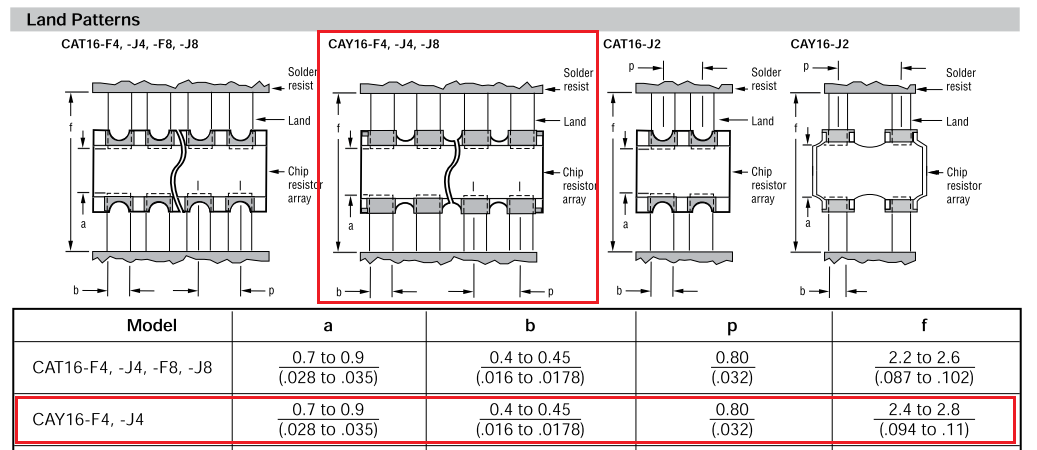 Land Patterns
CAT16-F4, -J4, -F8, -J8
f
a
b
p
Solder
resist
Land
Chip
resistor
array
CAY16-F4, -J4, -J8
f
a
b
p
Solder
resist
Land
Chip
resistor
array
CAT16-J2
p
f
a
b
Solder
resist
Land
Chip
resistor
array
CAY16-J2
p
f
a
b
Solder
resist
Land
Chip
resistor
array
Model a b p f
CAT16-F4, -J4, -F8, -J8
0.7 to 0.9 0.4 to 0.45 0.80 2.2 to 2.6
(.028 to .035) (.016 to .0178) (.032) (.087 to .102)
CAY16-F4, -J4
0.7 to 0.9 0.4 to 0.45 0.80 2.4 to 2.8
(.028 to .035) (.016 to .0178) (.032) (.094 to .11)